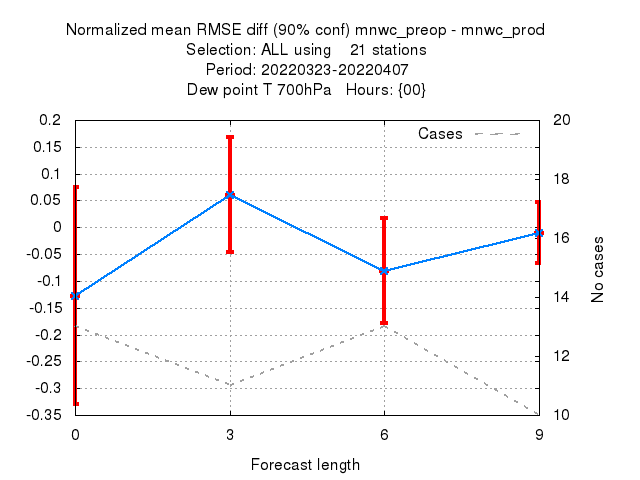 Normalized mean RMSE diff (90% conf) mnwc_preop - mnwc_prod
Selection: ALL using    21 stations
Period: 20220323-20220407
Dew point T 700hPa   Hours: {00}
Cases
0.2
0.15
0.1
0.05
0
-0.05
-0.1
-0.15
-0.2
-0.25
-0.3
-0.35
20
18
16
14
12
10
No cases
0 3 6 9
Forecast length